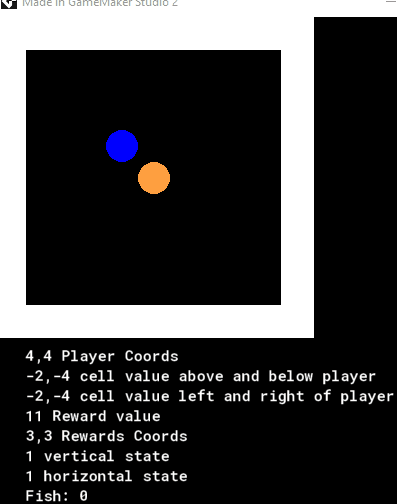 Made in GameMaker Studio 2
4,4 Player Coords
-2,-4 cell value above and below player
-2,-4 cell value left and right of player
11 Reward value
3,3 Rewards Coords
1 vertical state
1 horizontal state
Fish: 0